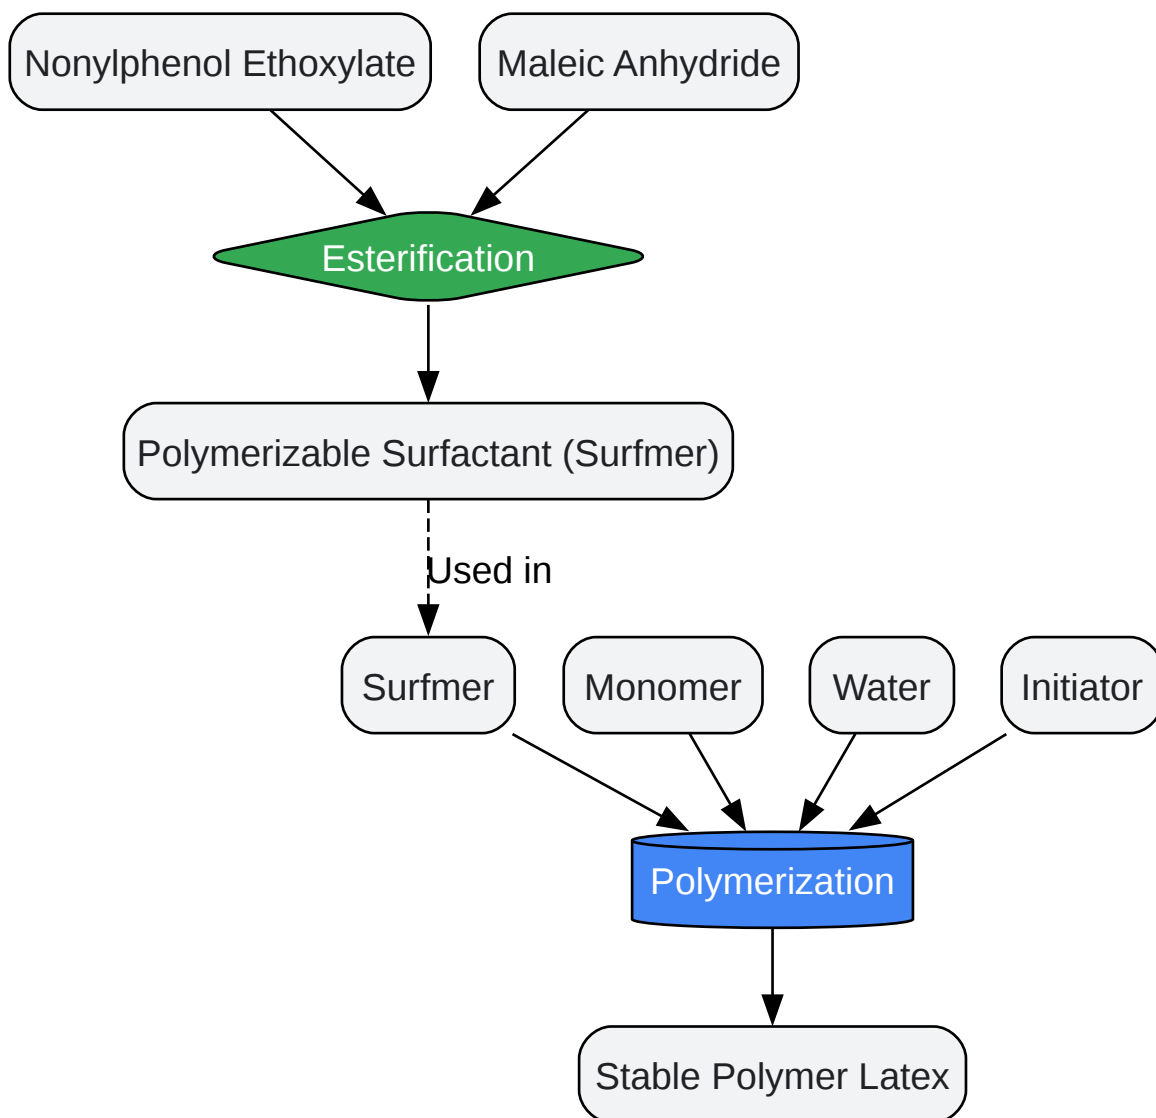 Nonylphenol Ethoxylate
Maleic Anhydride
Esterification
Polymerizable Surfactant (Surfmer)
Used in
Surfmer
Monomer
Water
Initiator
Polymerization
Stable Polymer Latex